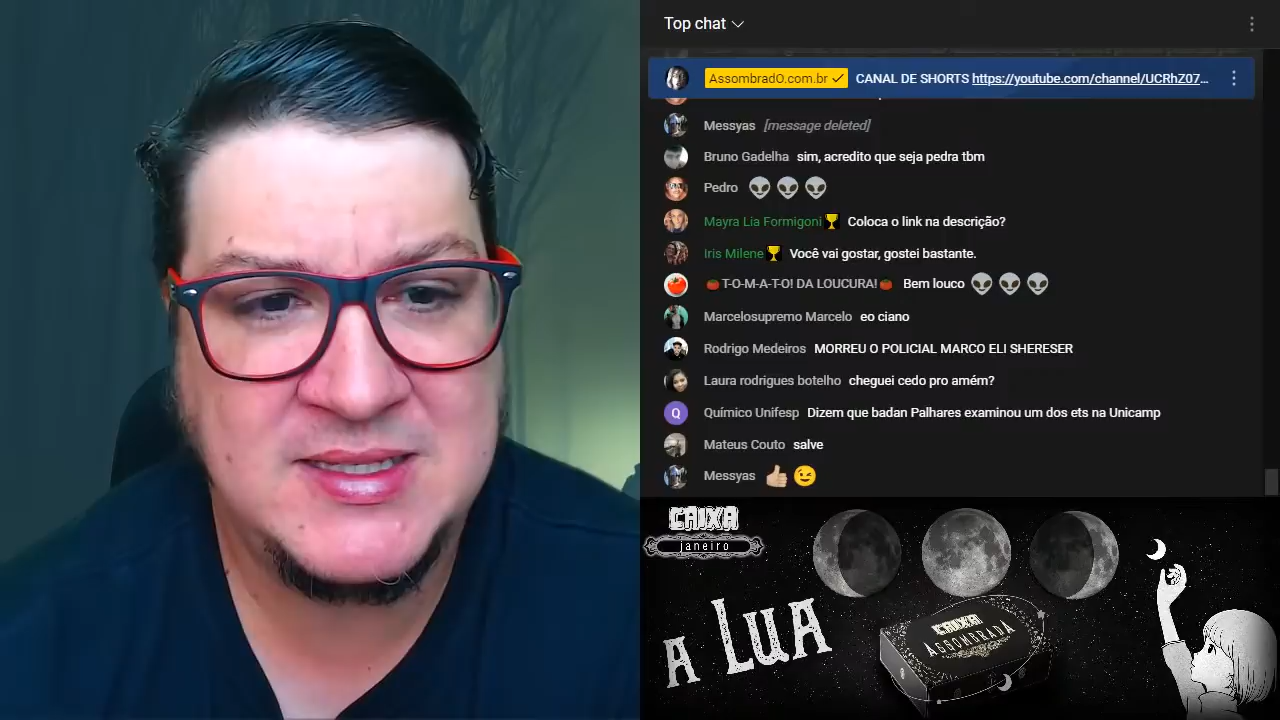 Top chat
AssombradO.com.br CANAL DE SHORTS https://youtube.com/channel/UCRhZ07...
Messyas [message deleted]
Bruno Gadelha sim, acredito que seja pedra tbm
Pedro 👽👽👽
Mayra Lia Formigoni🏆 Coloca o link na descrição?
Iris Milene🏆 Você vai gostar, gostei bastante.
🍅T-O-M-A-T-O! DA LOUCURA!🍅 Bem louco 👽👽👽
Marcelosupremo Marcelo eo ciano
Rodrigo Medeiros MORREU O POLICIAL MARCO ELI SHERESER
Laura rodrigues botelho cheguei cedo pro amém?
Q Químico Unifesp Dizem que badan Palhares examinou um dos ets na Unicamp
Mateus Couto salve
Messyas 👍🏼😉
CAIXA
janeiro
A LUA
CAIXA
ASSOMBRADA